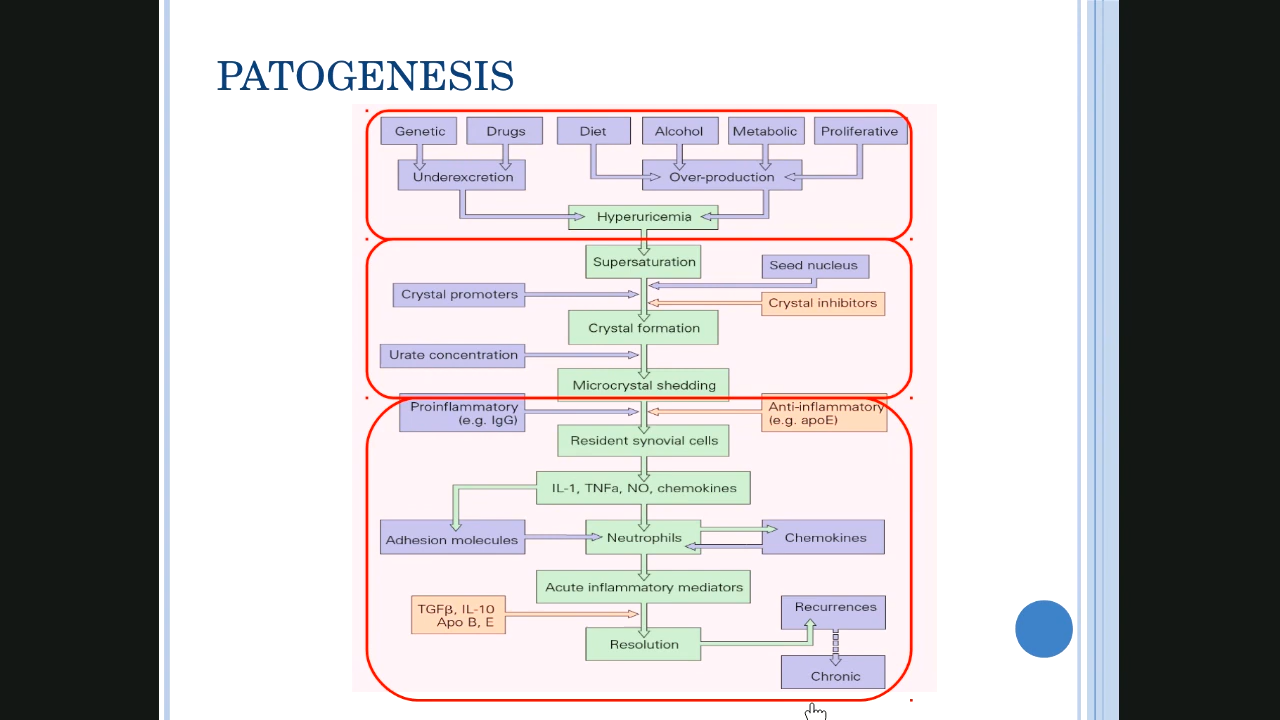 PATOGENESIS
Genetic
Drugs
Diet
Alcohol
Metabolic
Proliferative
Underexcretion
Over-production
Hyperuricemia
Supersaturation
Seed nucleus
Crystal promoters
Crystal inhibitors
Crystal formation
Urate concentration
Microcrystal shedding
Proinflammatory
(e.g. IgG)
Anti-inflammatory
(e.g. apoE)
Resident synovial cells
IL-1, TNFa, NO, chemokines
Adhesion molecules
Neutrophils
Chemokines
Acute inflammatory mediators
TGFβ, IL-10
Apo B, E
Recurrences
Resolution
Chronic